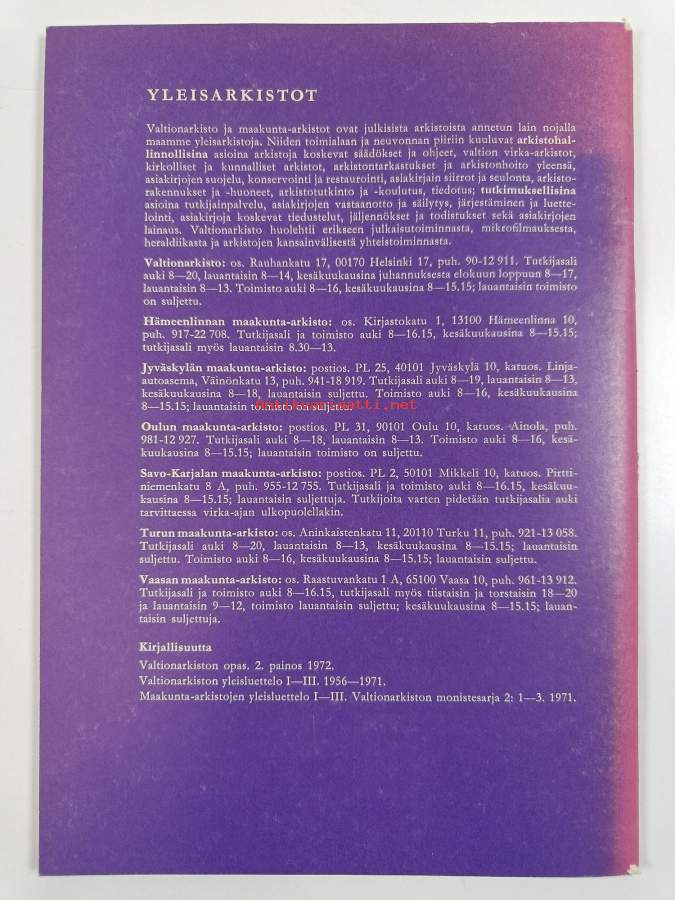 YLEISARKISTOT
Valtionarkisto ja maakunta-arkistot ovat julkisista arkistoista annetun lain nojalla
maamme yleisarkistoja. Niiden toimialaan ja neuvonnan piiriin kuuluvat arkistohal-
linnollisina asioina arkistoja koskevat säädökset ja ohjeet, valtion virka-arkistot,
kirkolliset ja kunnalliset arkistot, arkistontarkastukset ja arkistonhoito yleensä,
asiakirjojen suojelu, konservointi ja restaurointi, asiakirjain siirrot ja seulonta, arkisto-
rakennukset ja -huoneet, arkistotutkinto ja -koulutus, tiedotus; tutkimuksellisina
asioina tutkijainpalvelu, asiakirjojen vastaanotto ja säilytys, järjestäminen ja luette-
lointi, asiakirjoja koskevat tiedustelut, jäljennökset ja todistukset sekä asiakirjojen
lainaus. Valtionarkisto huolehtii erikseen julkaisutoiminnasta, mikrofilmauksesta,
heraldiikasta ja arkistojen kansainvälisestä yhteistoiminnasta.
Valtionarkisto: os. Rauhankatu 17, 00170 Helsinki 17, puh. 90-12 911. Tutkijasali
auki 8—20, lauantaisin 8—14, kesäkuukausina juhannuksesta elokuun loppuun 8—17,
lauantaisin 8—13. Toimisto auki 8—16, kesäkuukausina 8—15.15; lauantaisin toimisto
on suljettu.
Hämeenlinnan maakunta-arkisto: os. Kirjastokatu 1, 13100 Hämeenlinna 10,
puh. 917-22 708. Tutkijasali ja toimisto auki 8—16.15, kesäkuukausina 8—15.15;
tutkijasali myös lauantaisin 8.30—13.
Jyväskylän maakunta-arkisto: postios. PL 25, 40101 Jyväskylä 10, katuos. Linja-
autoasema, Väinönkatu 13, puh. 941-18 919. Tutkijasali auki 8—19, lauantaisin 8—13,
kesäkuukausina 8—18, lauantaisin suljettu. Toimisto auki 8—16, kesäkuukausina
8—15.15; lauantaisin toimisto on suljettu.
Oulun maakunta-arkisto: postios. PL 31, 90101 Oulu 10, katuos. Ainola, puh.
981-12 927. Tutkijasali auki 8—18, lauantaisin 8—13. Toimisto auki 8—16, kesä-
kuukausina 8—15.15; lauantaisin toimisto on suljettu.
Savo-Karjalan maakunta-arkisto: postios. PL 2, 50101 Mikkeli 10, katuos. Pirtti-
niemenkatu 8 A, puh. 955-12 755. Tutkijasali ja toimisto auki 8—16.15, kesäkuu-
kausina 8—15.15; lauantaisin suljettuja. Tutkijoita varten pidetään tutkijasalia auki
tarvittaessa virka-ajan ulkopuolellakin.
Turun maakunta-arkisto: os. Aninkaistenkatu 11, 20110 Turku 11, puh. 921-13 058.
Tutkijasali auki 8—20, lauantaisin 8—13, kesäkuukausina 8—15.15; lauantaisin
suljettu. Toimisto auki 8—16, kesäkuukausina 8—15.15; lauantaisin toimisto on suljettu.
Vaasan maakunta-arkisto: os. Raastuvankatu 1 A, 65100 Vaasa 10, puh. 961-13 912.
Tutkijasali ja toimisto auki 8—16.15, tutkijasali myös tiistaisin ja torstaisin 18—20
ja lauantaisin 9—12, toimisto lauantaisin suljettu; kesäkuukausina 8—15.15; lauan-
taisin suljettuja.
Kirjallisuutta
Valtionarkiston opas. 2. painos 1972.
Valtionarkiston yleisluettelo I—III. 1956—1971.
Maakunta-arkistojen yleisluettelo I—III. Valtionarkiston monistesarja 2: 1—3. 1971.